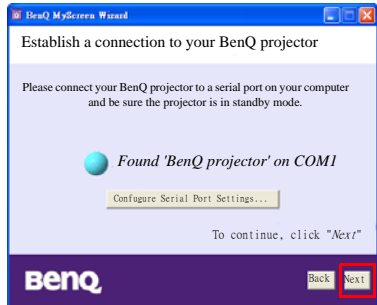 BenQ MyScreen Wizard
Establish a connection to your BenQ projector
Please connect your BenQ projector to a serial port on your computer
and be sure the projector is in standby mode.
Found 'BenQ projector' on COM1
Confugure Serial Port Settings...
To continue, click "Next"
BenQ
Back Next